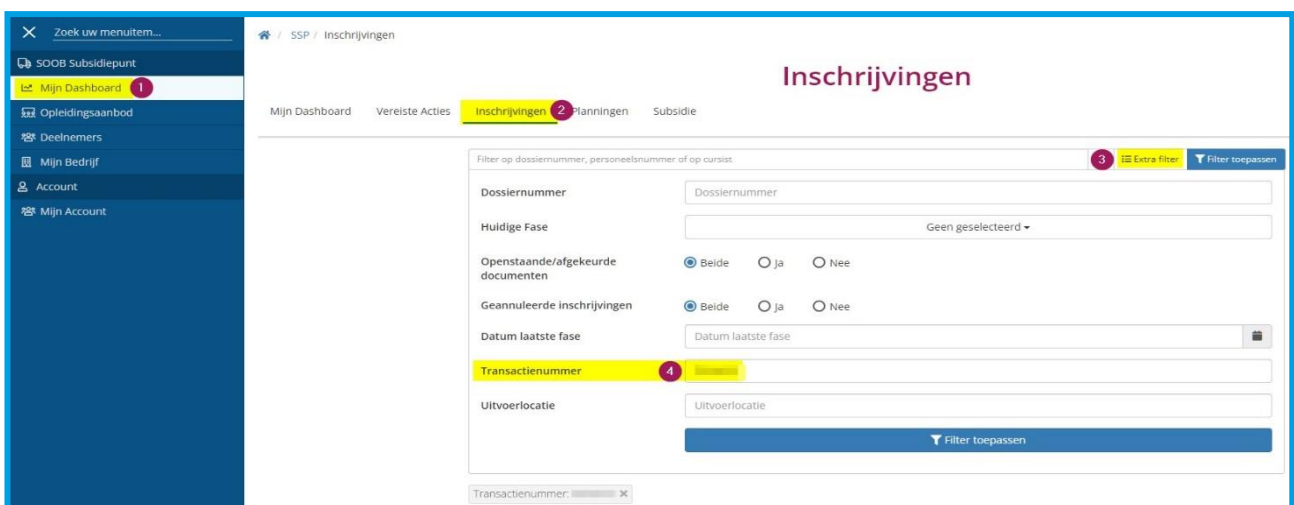 Zoek uw menuitem...
SOOB Subsidiepunt
Mijn Dashboard 1
Opleidingsaanbod
Deelnemers
Mijn Bedrijf
Account
Mijn Account
/ SSP / Inschrijvingen
Inschrijvingen
Mijn Dashboard Vereiste Acties Inschrijvingen 2 Planningen Subsidie
Filter op dossiernummer, personeelsnummer of op cursist 3 Extra filter Filter toepassen
Dossiernummer Dossiernummer
Huidige Fase Geen geselecteerd
Openstaande/afgekeurde
documenten Beide Ja Nee
Geannuleerde inschrijvingen Beide Ja Nee
Datum laatste fase Datum laatste fase
Transactienummer 4
Uitvoerlocatie Uitvoerlocatie
Filter toepassen
Transactienummer: